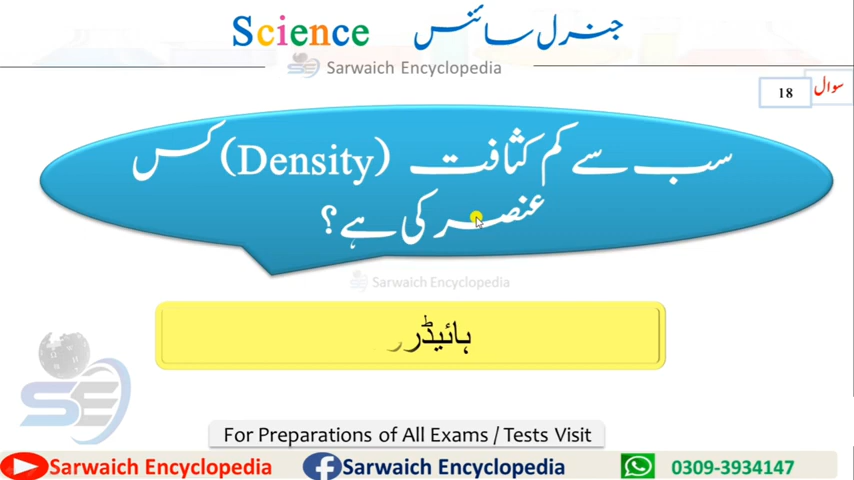 Science جنرل سائنس
Sarwaich Encyclopedia
سوال 18
سب سے کم کثافت (Density) کس
عنصر کی ہے؟
Sarwaich Encyclopedia
SE
For Preparations of All Exams / Tests Visit
Sarwaich Encyclopedia Sarwaich Encyclopedia 0309-3934147